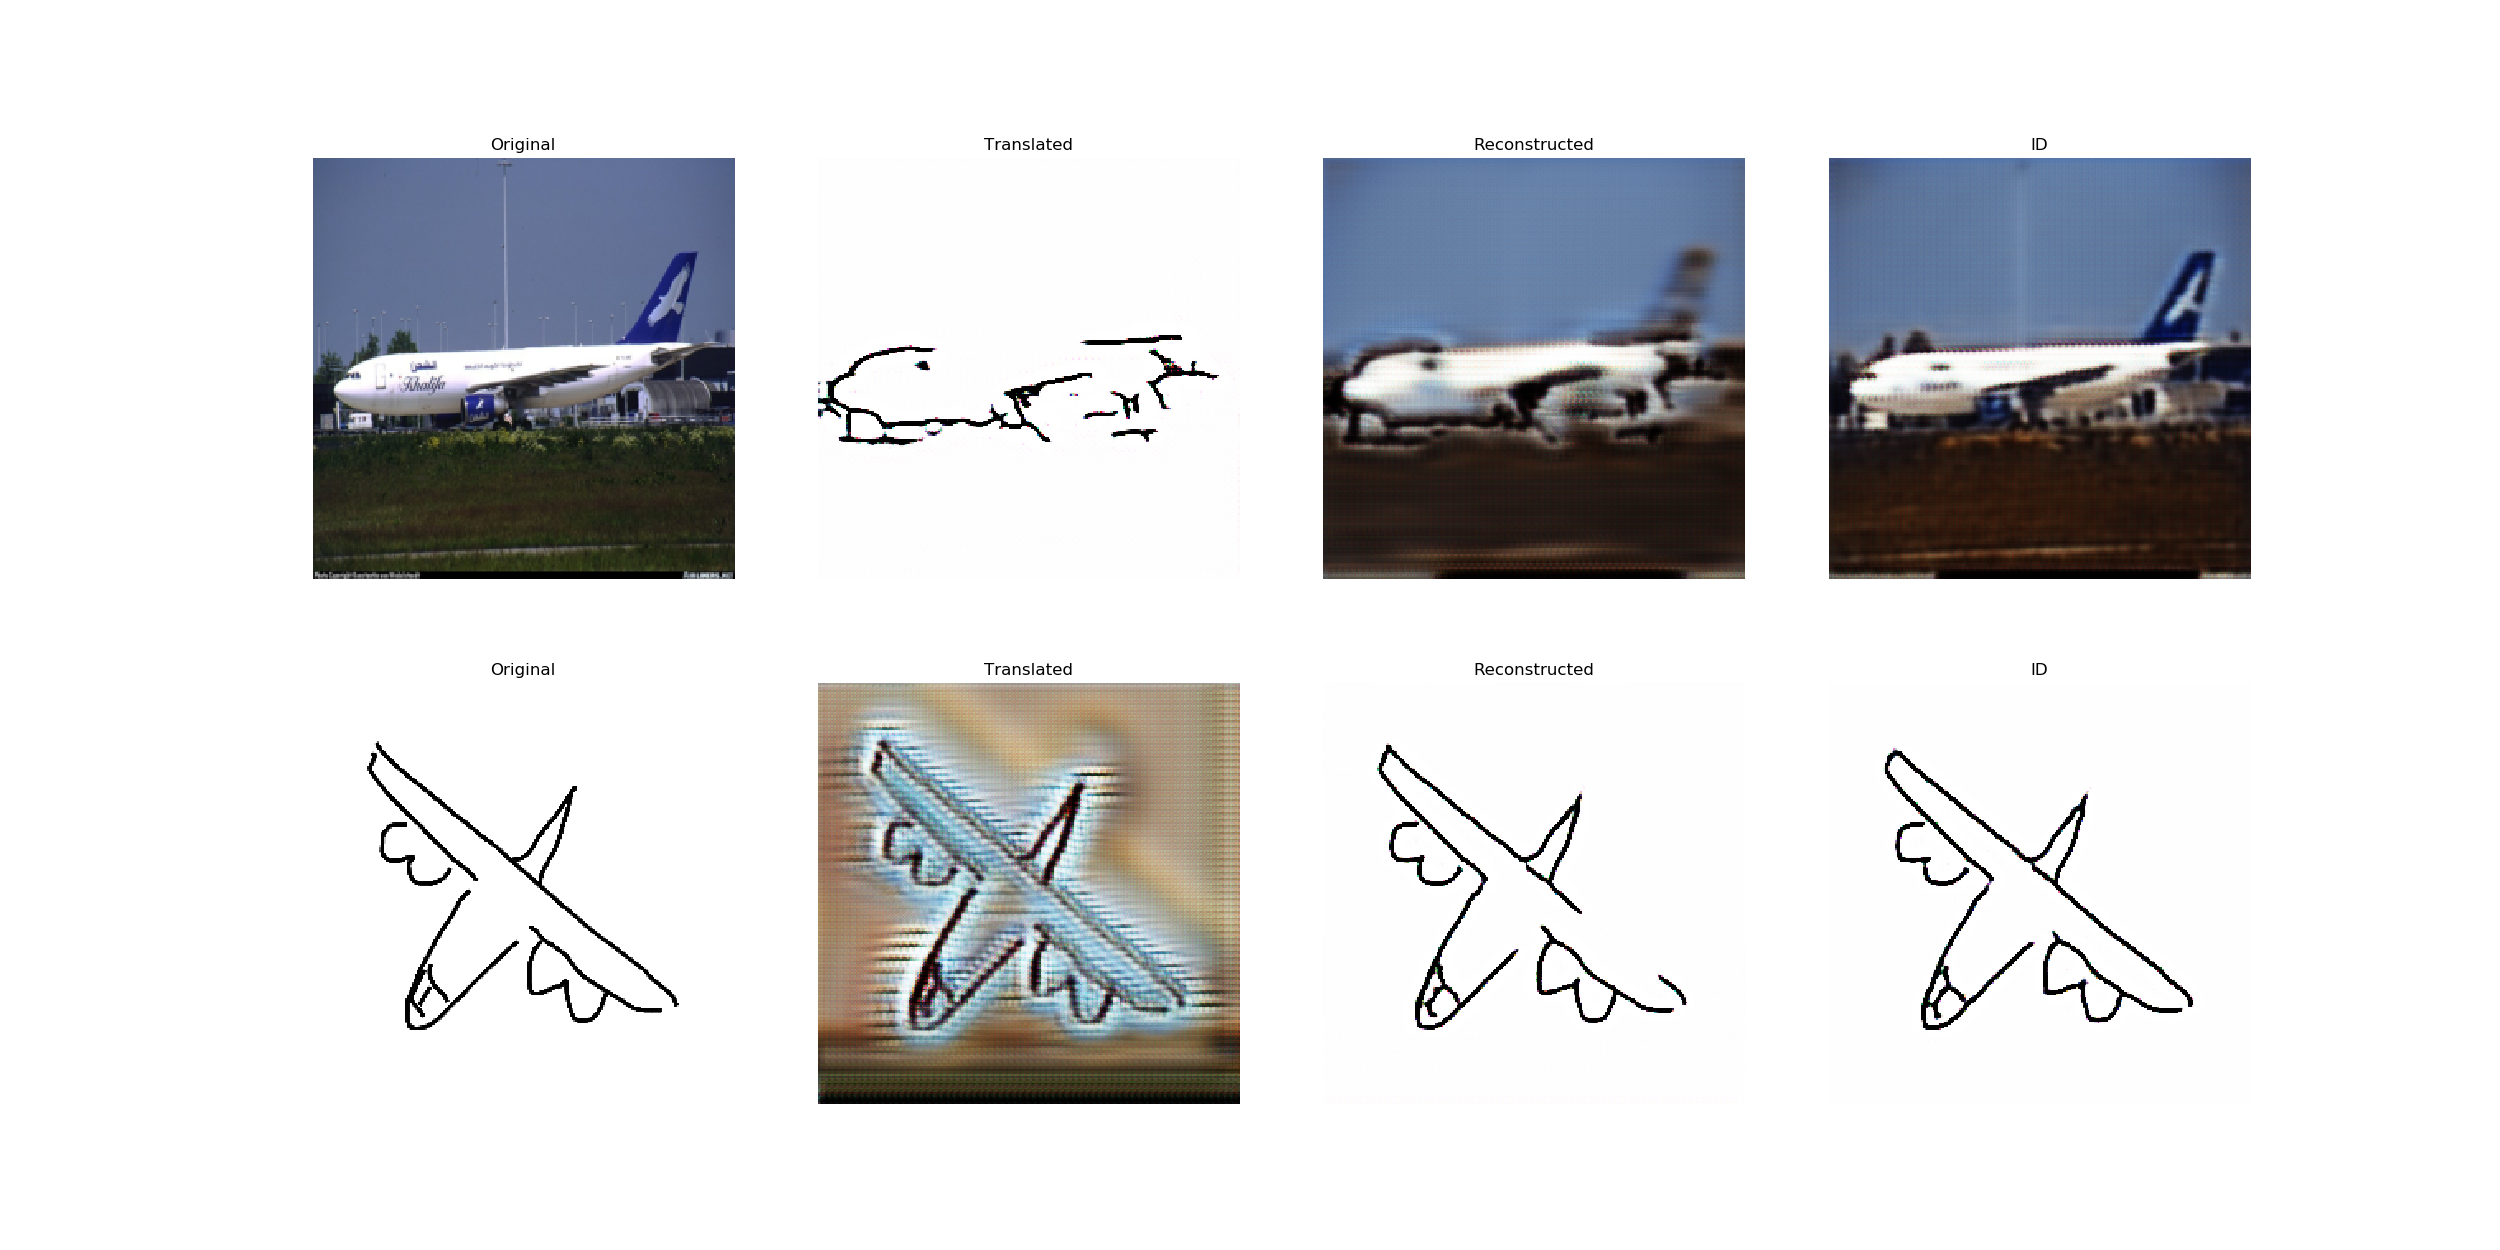 Original
Translated
Reconstructed
ID
Khalifa
Original
Translated
Reconstructed
ID